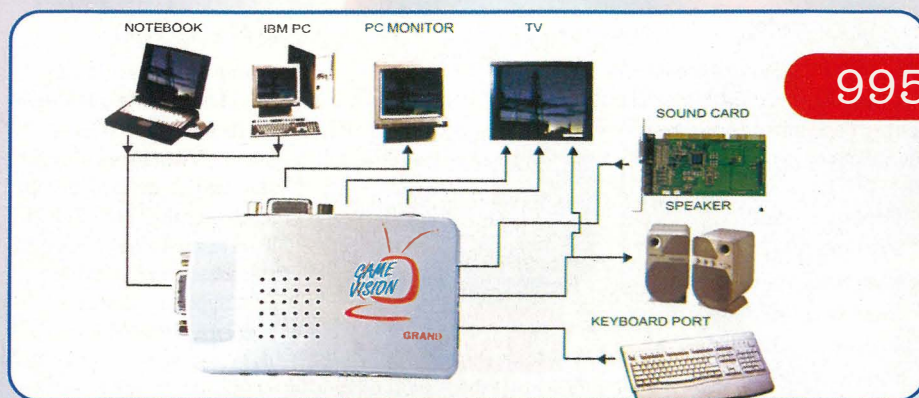 NOTEBOOK IBM PC PC MONITOR TV
995
SOUND CARD
SPEAKER
GAME
VISION
GRAND
KEYBOARD PORT